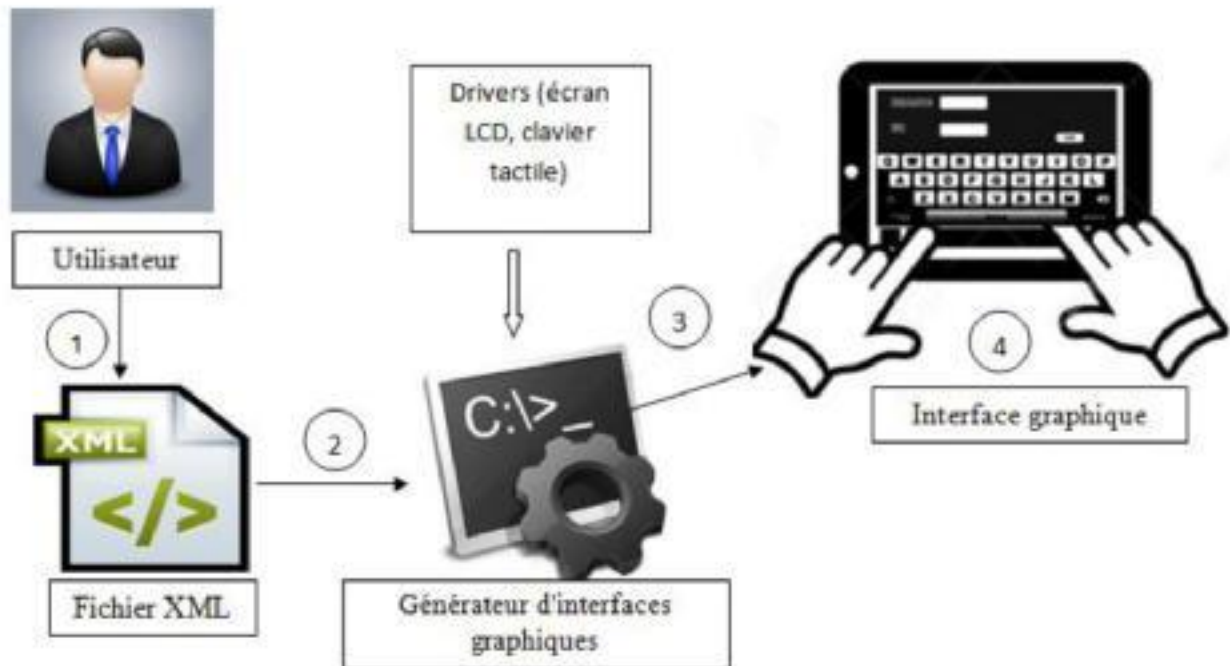 Drivers (écran
LCD, clavier
tactile)
Utilisateur
1
3
4
C:\>_
Interface graphique
XML
</>
2
Fichier XML
Générateur d'interfaces
graphiques